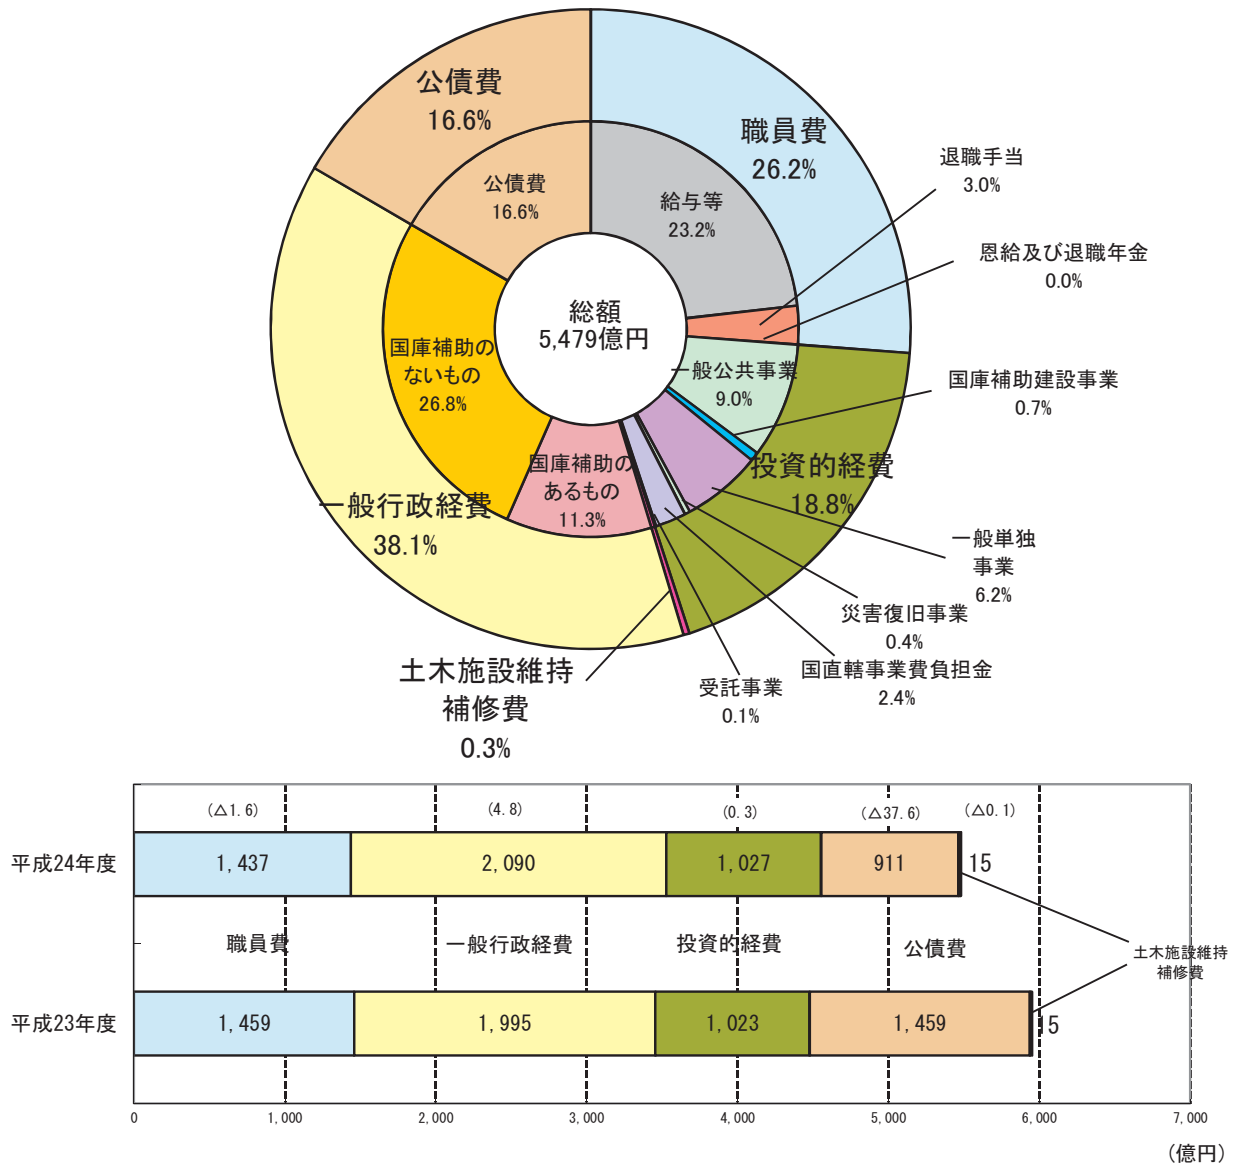 公債費
16.6%
職員費
26.2%
退職手当
3.0%
公債費
16.6%
給与等
23.2%
恩給及び退職年金
0.0%
総額
5,479億円
国庫補助の
ないもの
26.8%
一般公共事業
9.0%
国庫補助建設事業
0.7%
国庫補助の
あるもの
11.3%
投資的経費
18.8%
一般行政経費
38.1%
一般単独
事業
6.2%
災害復旧事業
0.4%
国直轄事業費負担金
2.4%
受託事業
0.1%
土木施設維持
補修費
0.3%
(△1.6) (4.8) (0.3) (△37.6) (△0.1)
平成24年度 1,437 2,090 1,027 911 15
職員費 一般行政経費 投資的経費 公債費
土木施設維持
補修費
平成23年度 1,459 1,995 1,023 1,459 15
0 1,000 2,000 3,000 4,000 5,000 6,000 7,000
(億円)